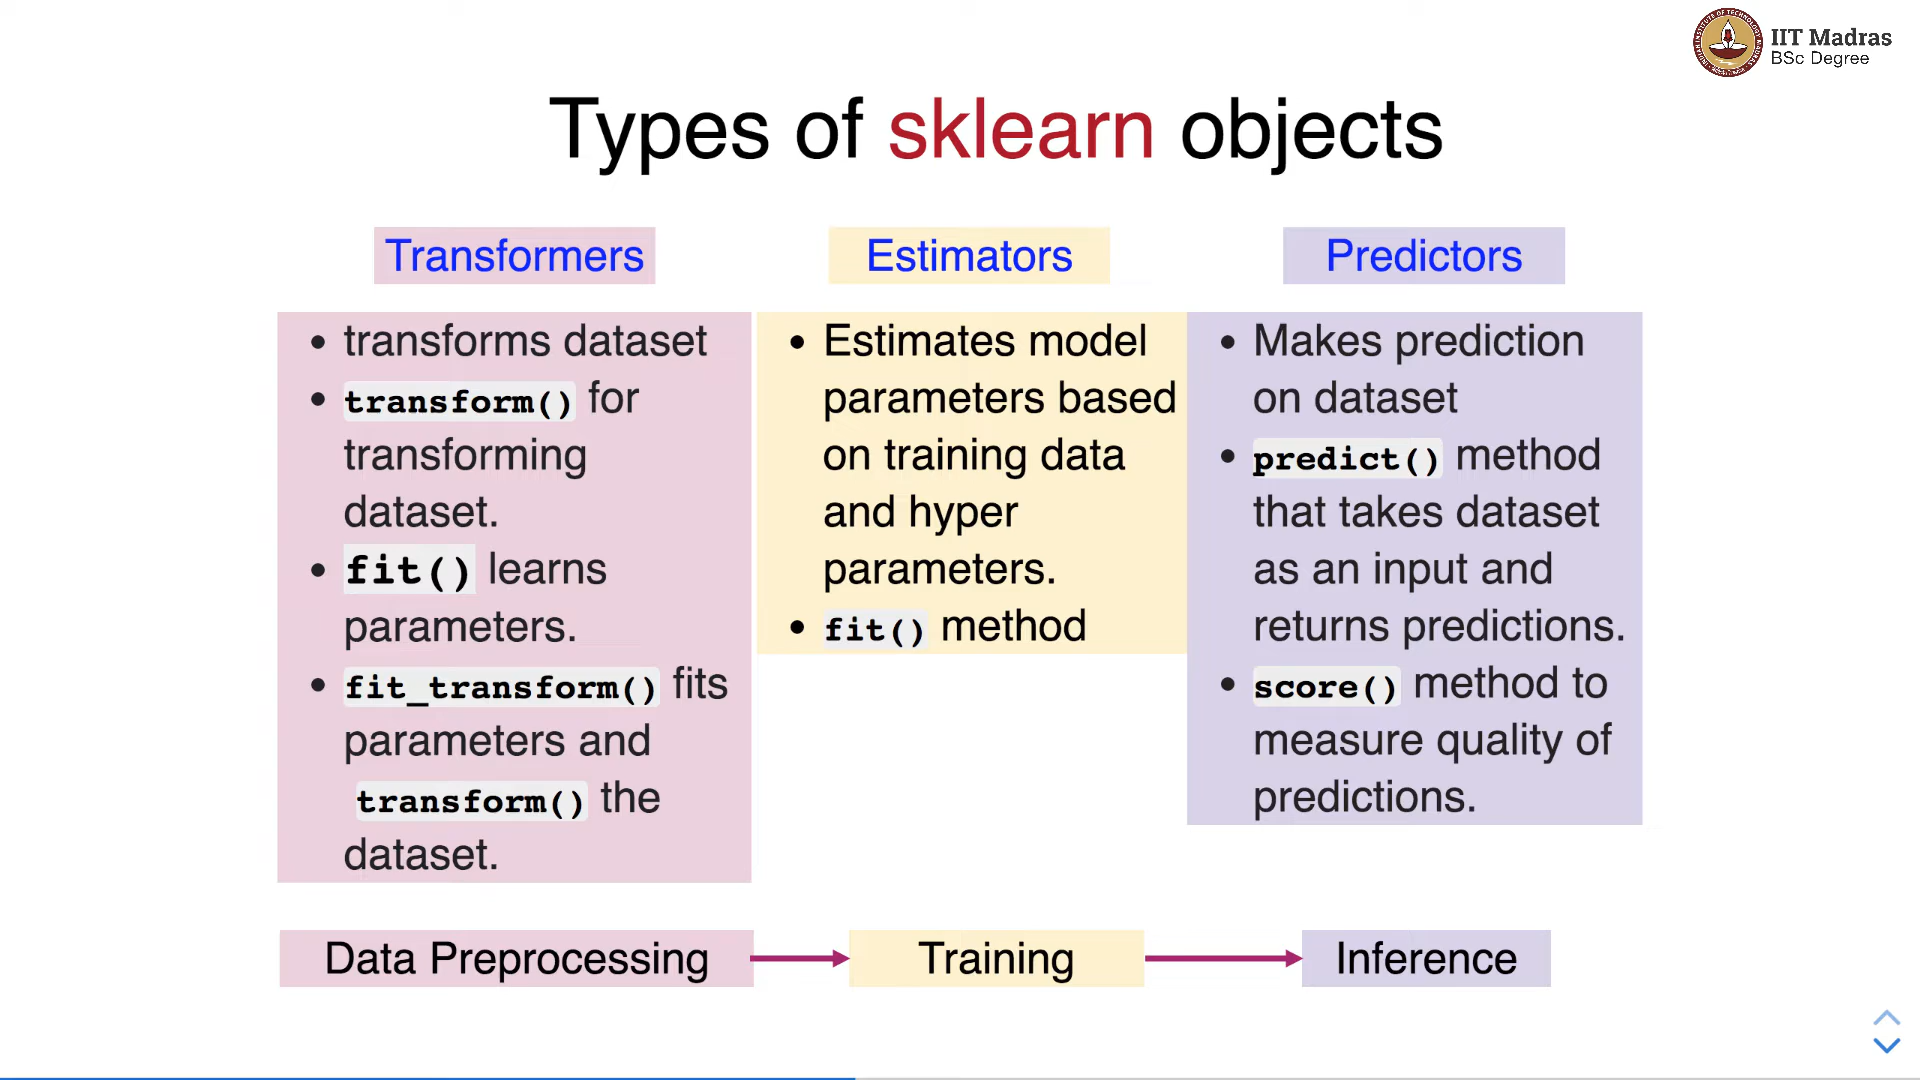 IIT Madras
BSc Degree
Types of sklearn objects
Transformers
• transforms dataset
• transform() for
transforming
dataset.
• fit() learns
parameters.
• fit_transform() fits
parameters and
transform() the
dataset.
Estimators
• Estimates model
parameters based
on training data
and hyper
parameters.
• fit() method
Predictors
• Makes prediction
on dataset
• predict() method
that takes dataset
as an input and
returns predictions.
• score() method to
measure quality of
predictions.
Data Preprocessing
Training
Inference